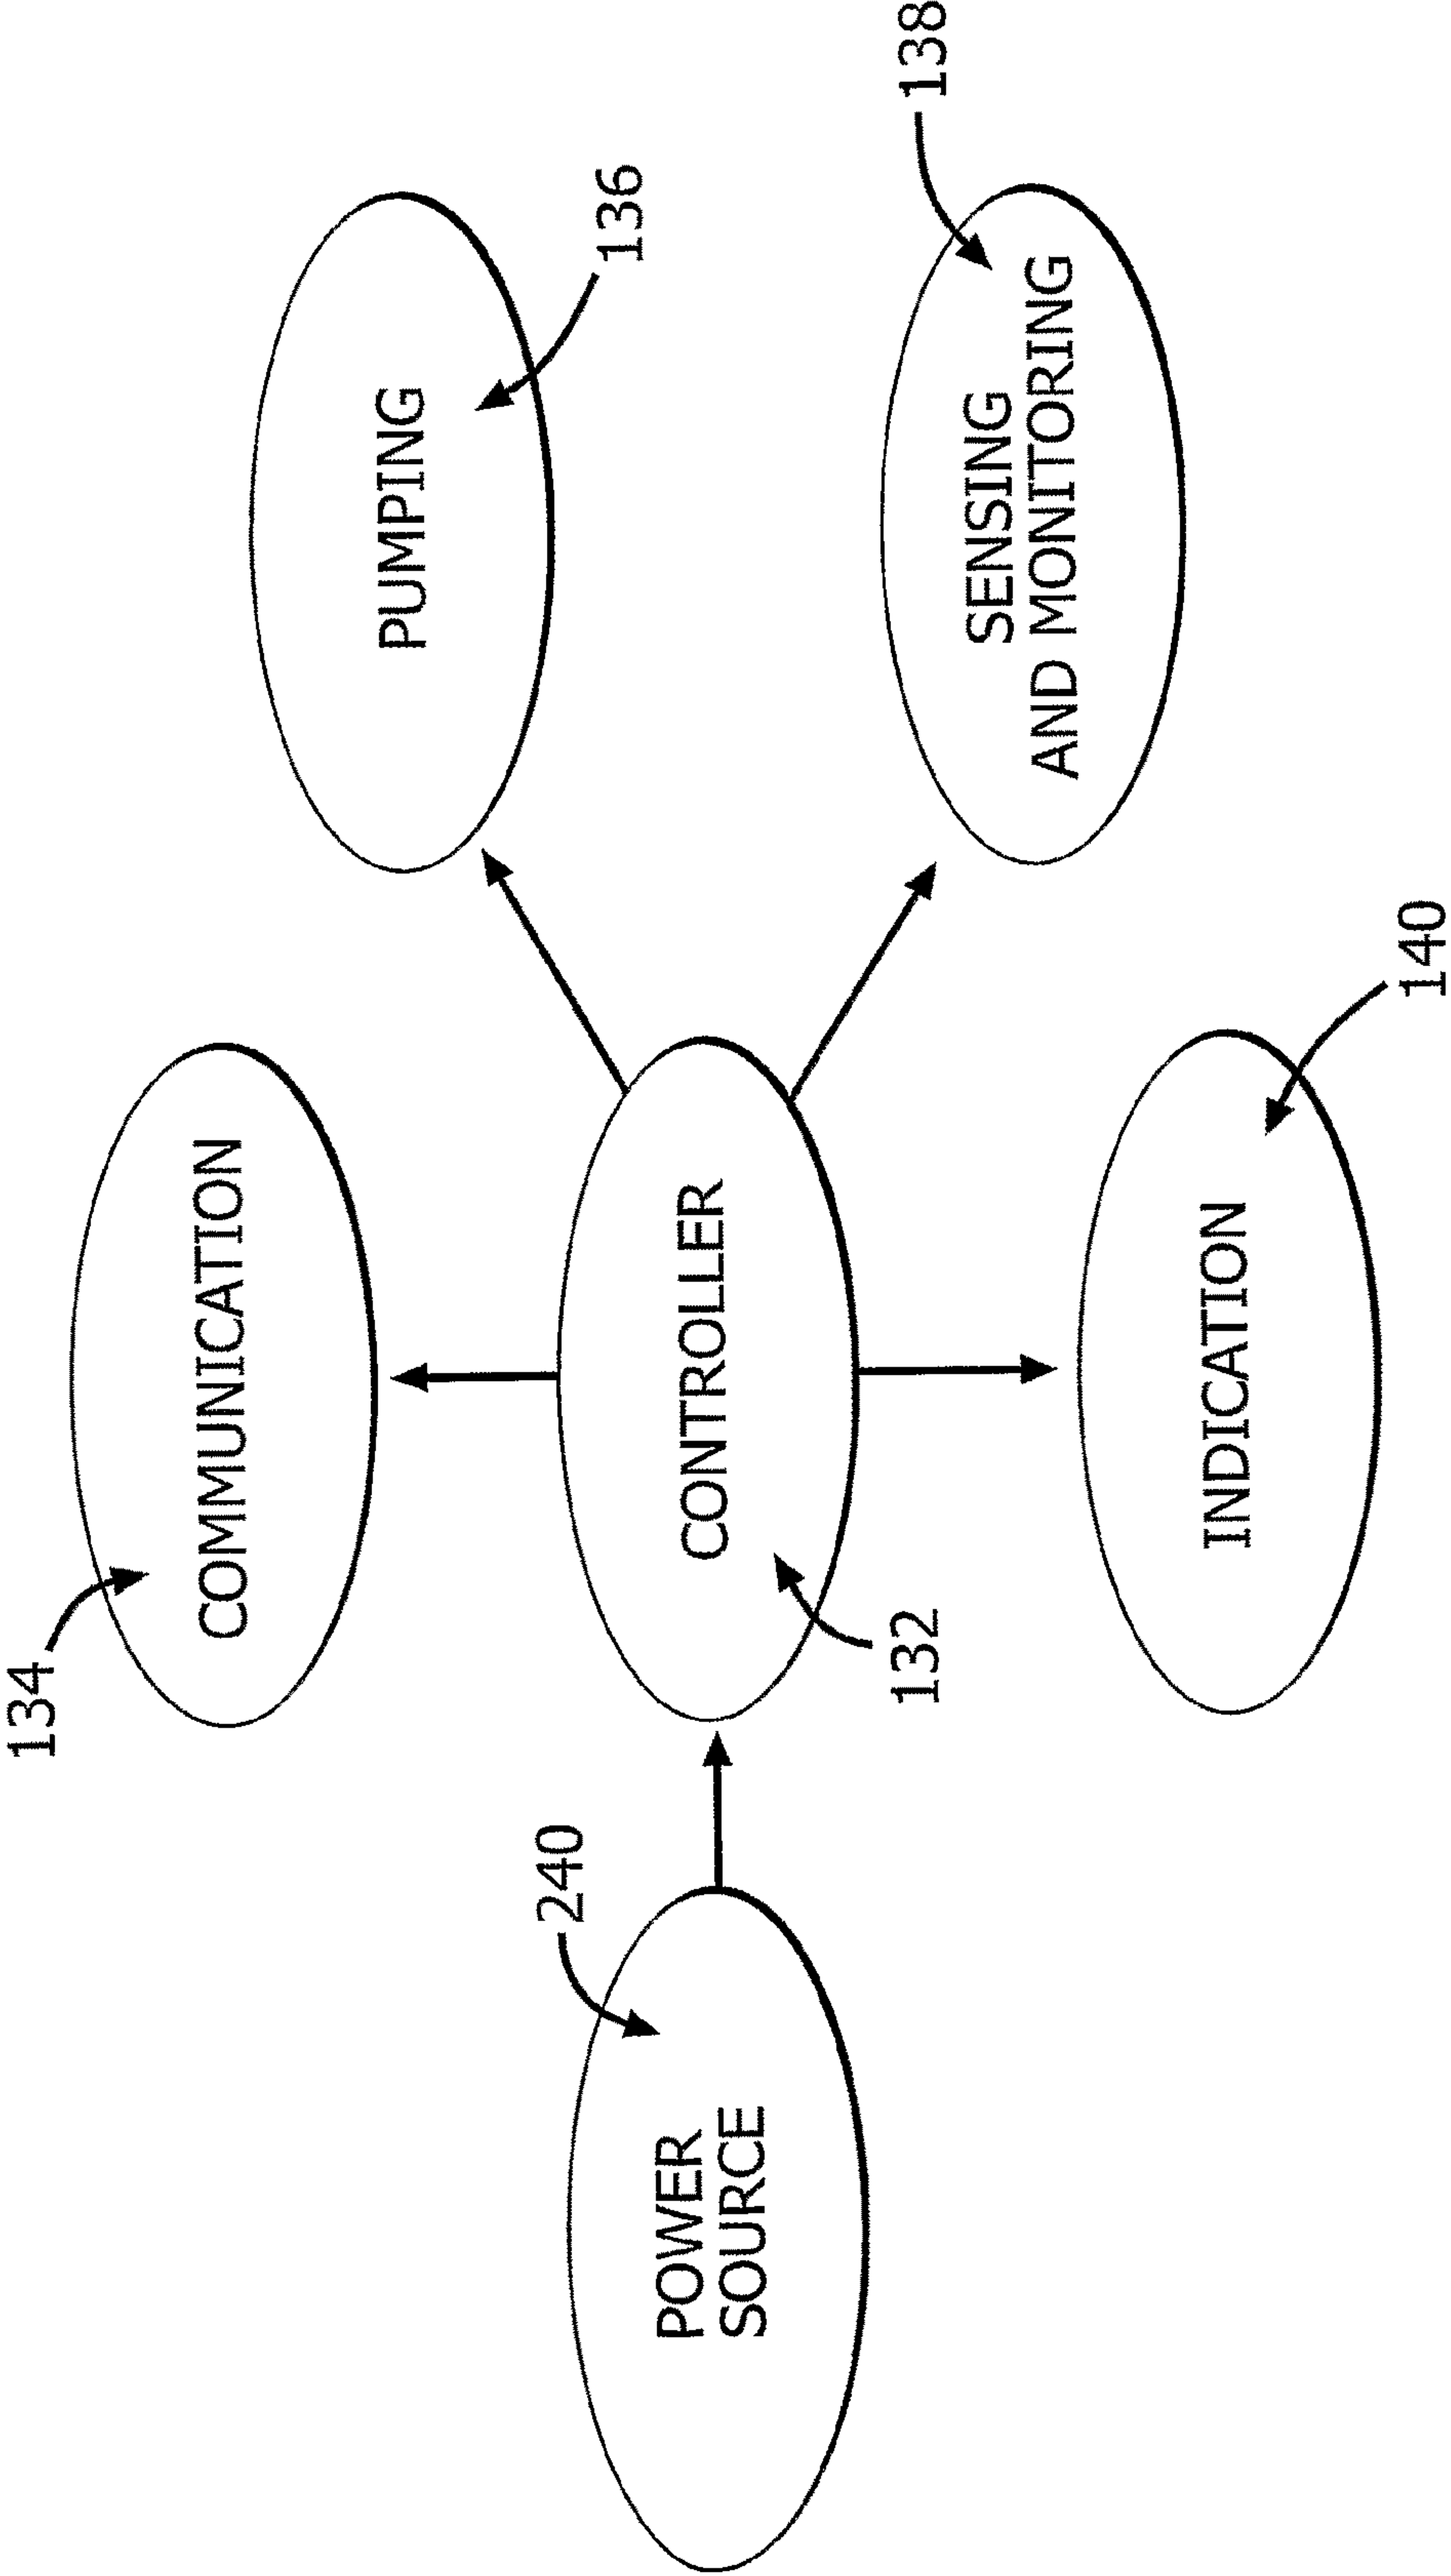 134
COMMUNICATION
136
PUMPING
240
POWER
SOURCE
CONTROLLER
132
138
SENSING
AND MONITORING
INDICATION
140